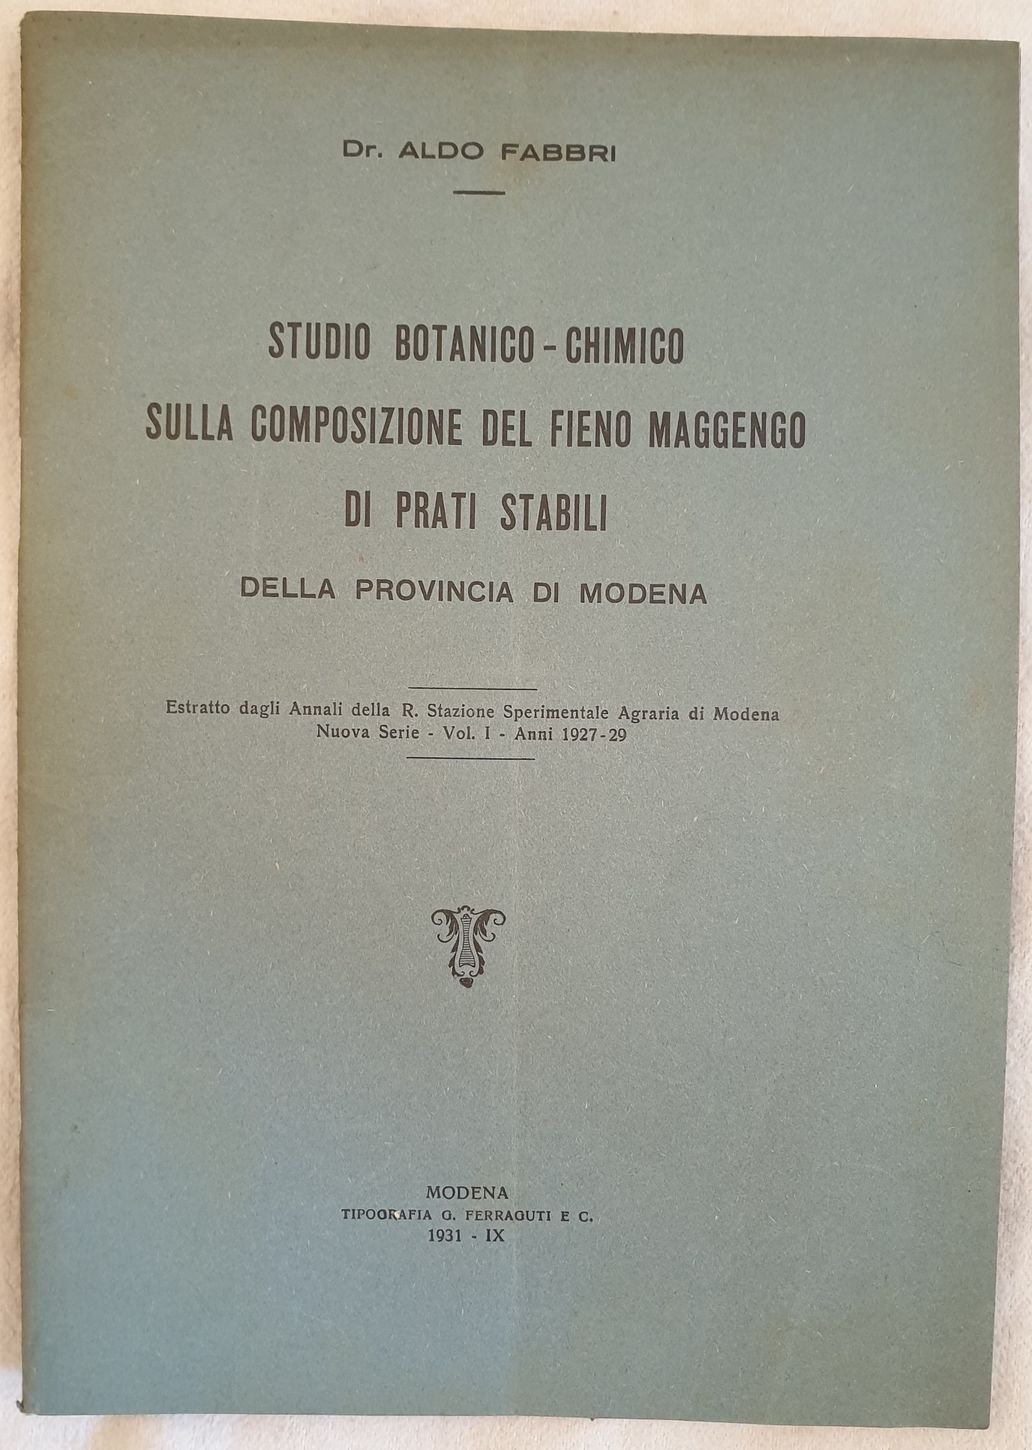 Dr. ALDO FABBRI
STUDIO BOTANICO - CHIMICO
SULLA COMPOSIZIONE DEL FIENO MAGGENGO
DI PRATI STABILI
DELLA PROVINCIA DI MODENA
Estratto dagli Annali della R. Stazione Sperimentale Agraria di Modena
Nuova Serie - Vol. I - Anni 1927-29
MODENA
TIPOGRAFIA G. FERRAGUTI E C.
1931 - IX